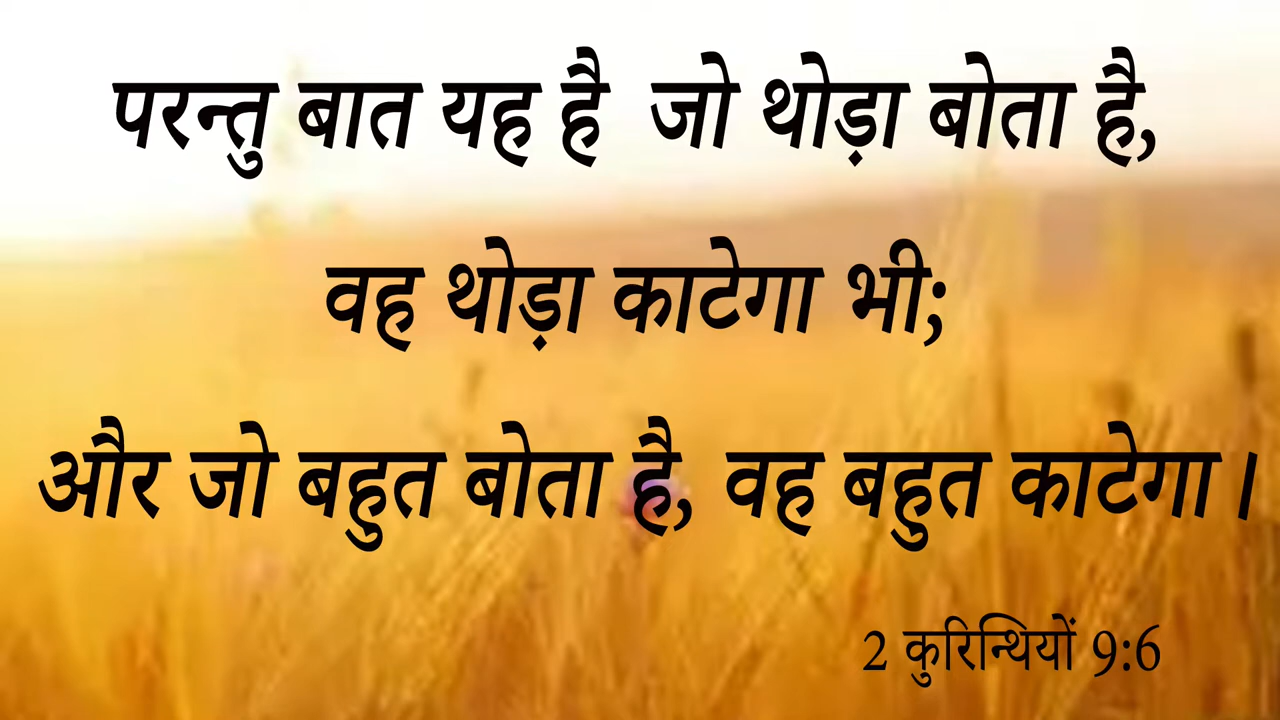 परन्तु बात यह है जो थोड़ा बोता है,
वह थोड़ा काटेगा भी;
और जो बहुत बोता है, वह बहुत काटेगा।
2 कुरिन्थियों 9:6